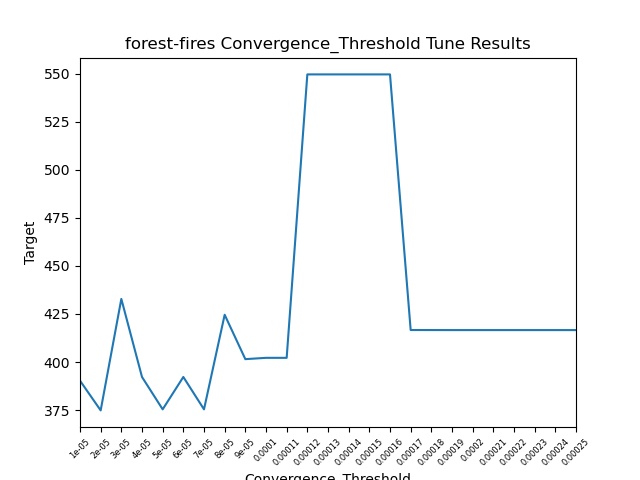 forest-fires Convergence_Threshold Tune Results
550
525
500
475
450
425
400
375
Target
1e-05
2e-05
3e-05
4e-05
5e-05
6e-05
7e-05
8e-05
9e-05
0.0001
0.00011
0.00012
0.00013
0.00014
0.00015
0.00016
0.00017
0.00018
0.00019
0.0002
0.00021
0.00022
0.00023
0.00024
0.00025
Convergence_Threshold